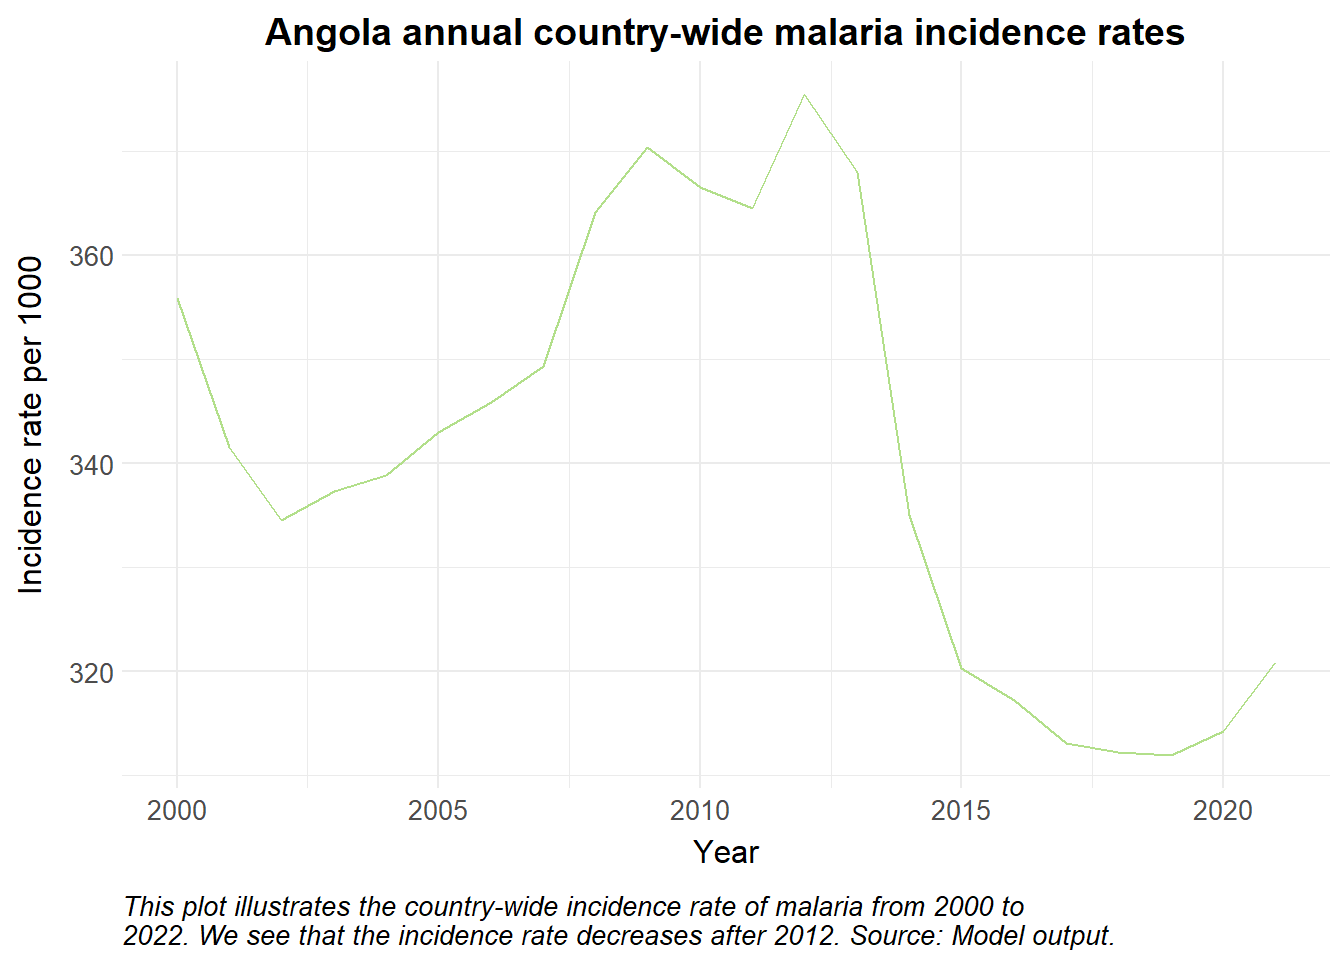 Angola annual country-wide malaria incidence rates
Incidence rate per 1000
360
340
320
2000 2005 2010 2015 2020
Year
This plot illustrates the country-wide incidence rate of malaria from 2000 to
2022. We see that the incidence rate decreases after 2012. Source: Model output.